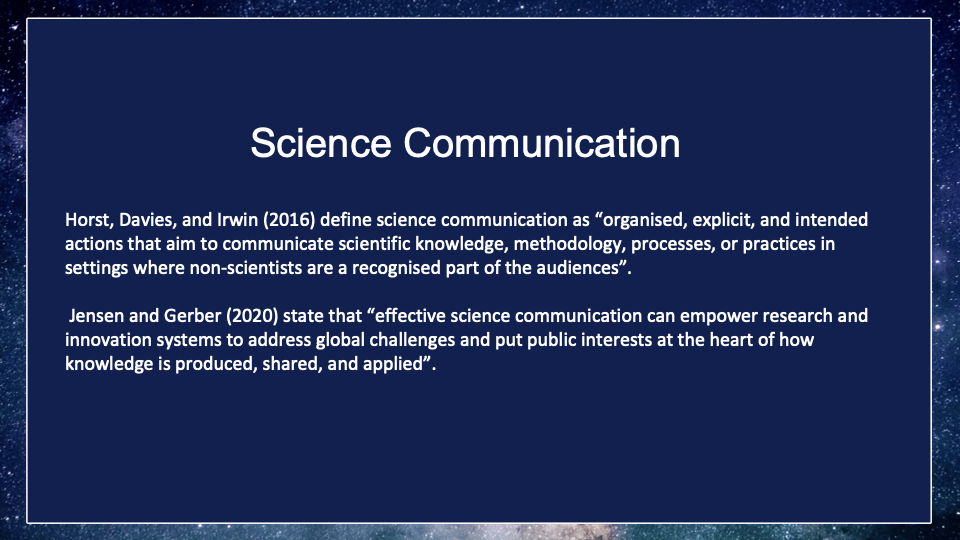 Science Communication
Horst, Davies, and Irwin (2016) define science communication as “organised, explicit, and intended
actions that aim to communicate scientific knowledge, methodology, processes, or practices in
settings where non-scientists are a recognised part of the audiences”.
Jensen and Gerber (2020) state that “effective science communication can empower research and
innovation systems to address global challenges and put public interests at the heart of how
knowledge is produced, shared, and applied”.